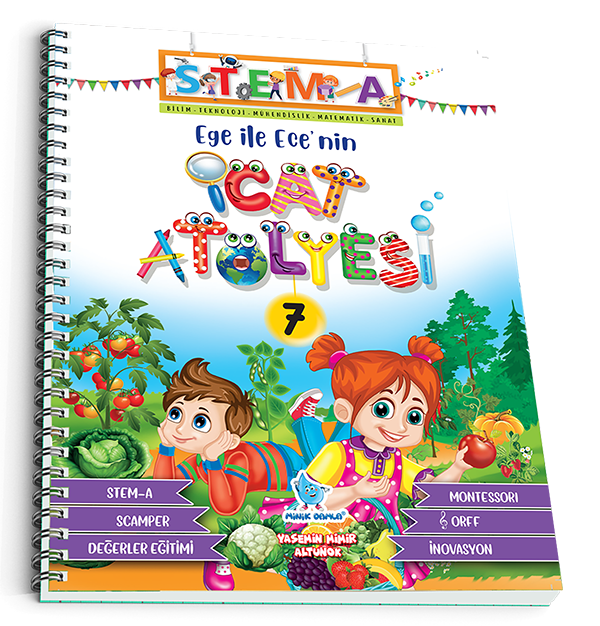 STEM-A
BİLİM - TEKNOLOJİ - MÜHENDİSLİK - MATEMATİK - SANAT
Ege ile Ece'nin
iCAT
ATÖLYESİ
7
STEM-A
SCAMPER
DEĞERLER EĞİTİMİ
MİNİK DAMLA®
YASEMİN MİMİR
ALTUNOK
MONTESSORI
ORFF
İNOVASYON